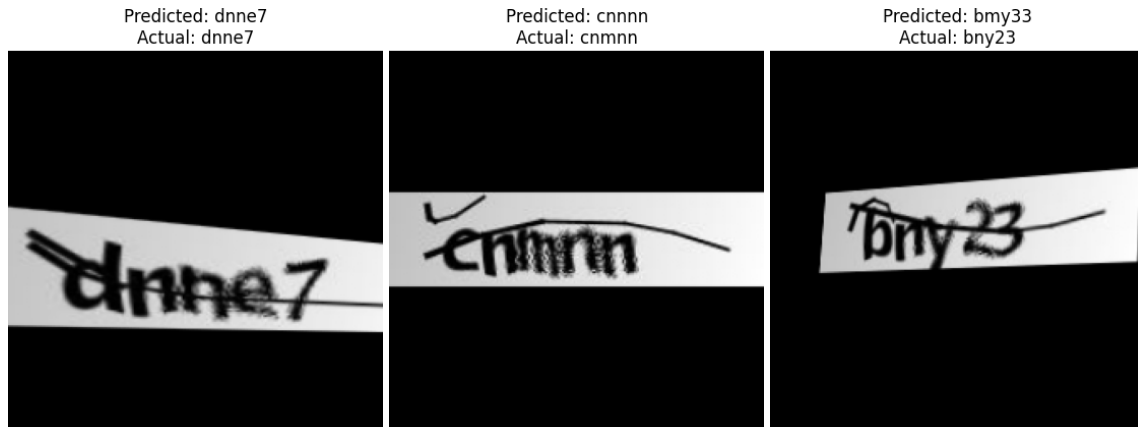 Predicted: dnne7
Actual: dnne7
Predicted: cnnnn
Actual: cnmnn
Predicted: bmy33
Actual: bny23
dnne7
cnmnn
bny23